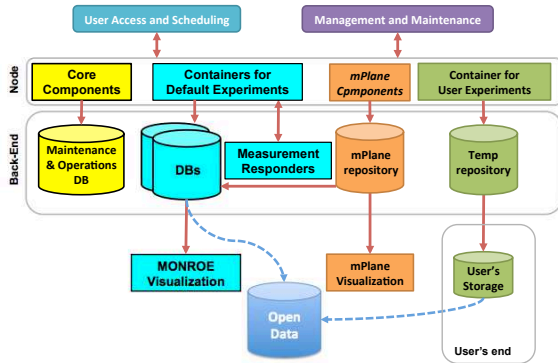 User Access and Scheduling
Management and Maintenance
Node
Core
Components
Containers for
Default Experiments
mPlane
Cpmponents
Container for
User Experiments
Back-End
Maintenance
& Operations
DB
DBs
Measurement
Responders
mPlane
repository
Temp
repository
MONROE
Visualization
mPlane
Visualization
User's
Storage
Open
Data
User's end